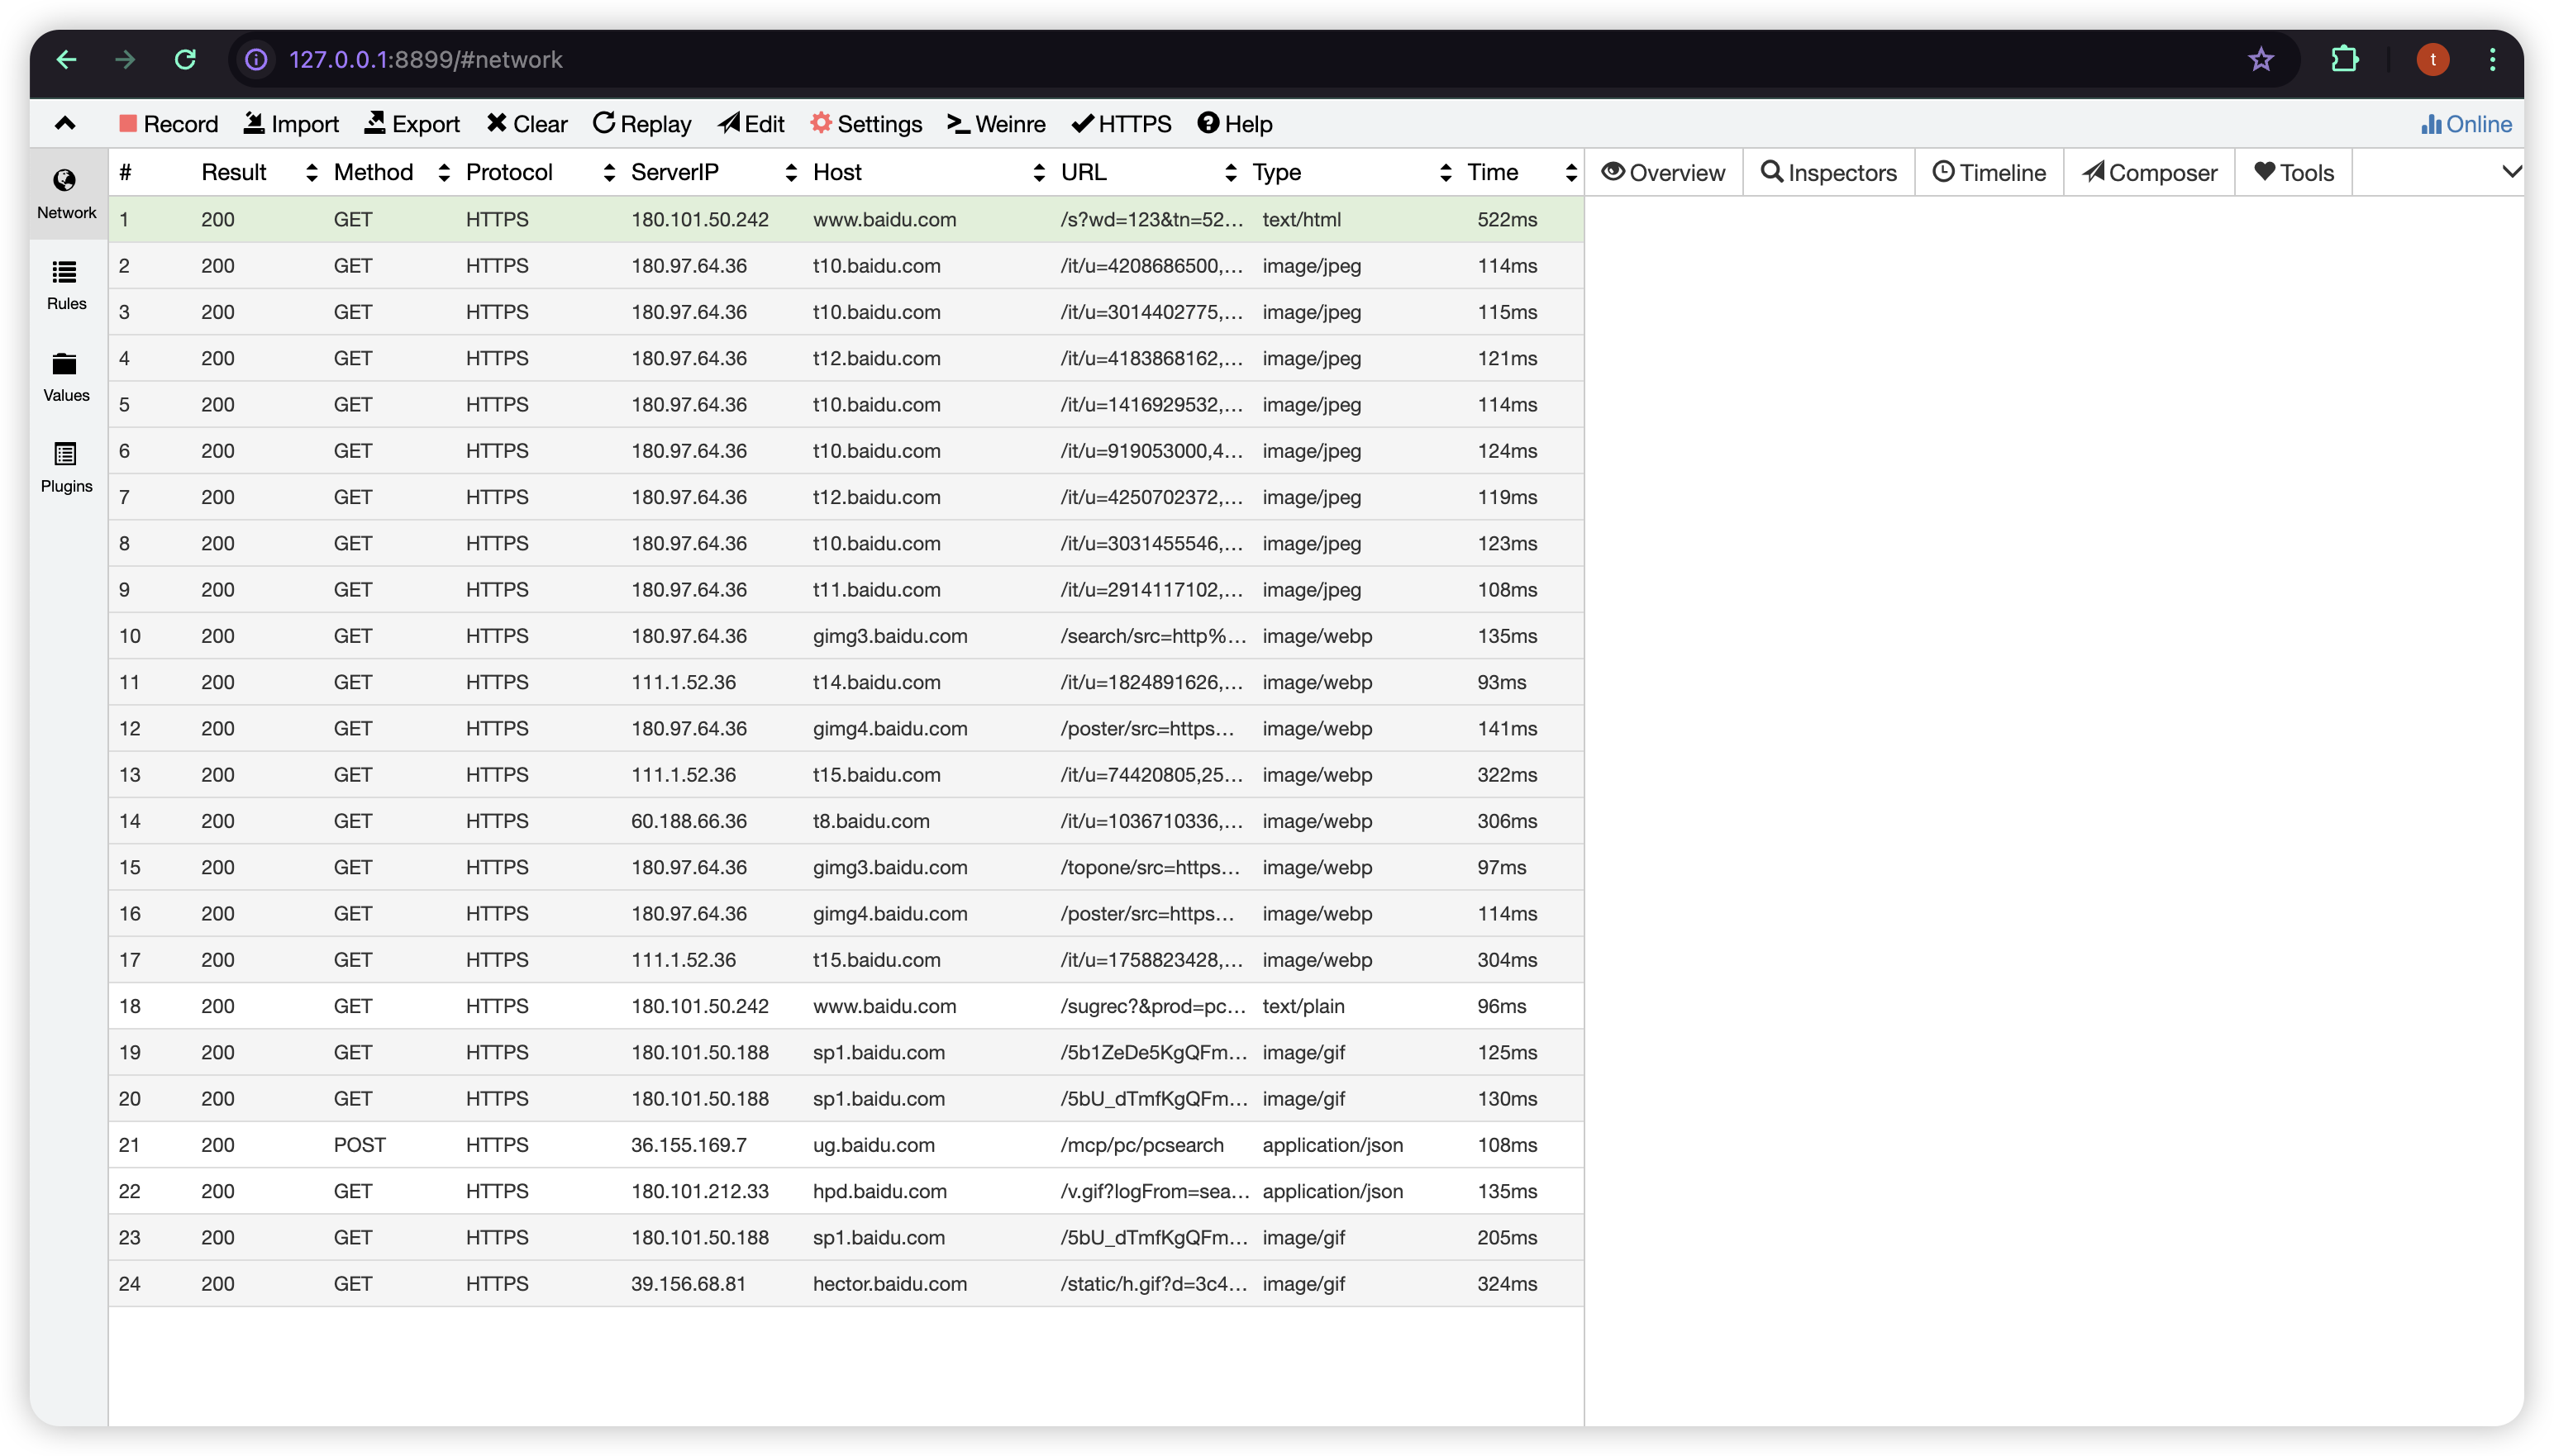 127.0.0.1:8899/#network t
Record Import Export Clear Replay Edit Settings Weinre HTTPS Help Online
# Result Method Protocol ServerIP Host URL Type Time Overview Inspectors Timeline Composer Tools
Network
Rules
Values
Plugins
1 200 GET HTTPS 180.101.50.242 www.baidu.com /s?wd=123&tn=52... text/html 522ms
2 200 GET HTTPS 180.97.64.36 t10.baidu.com /it/u=4208686500,... image/jpeg 114ms
3 200 GET HTTPS 180.97.64.36 t10.baidu.com /it/u=3014402775,... image/jpeg 115ms
4 200 GET HTTPS 180.97.64.36 t12.baidu.com /it/u=4183868162,... image/jpeg 121ms
5 200 GET HTTPS 180.97.64.36 t10.baidu.com /it/u=1416929532,... image/jpeg 114ms
6 200 GET HTTPS 180.97.64.36 t10.baidu.com /it/u=919053000,4... image/jpeg 124ms
7 200 GET HTTPS 180.97.64.36 t12.baidu.com /it/u=4250702372,... image/jpeg 119ms
8 200 GET HTTPS 180.97.64.36 t10.baidu.com /it/u=3031455546,... image/jpeg 123ms
9 200 GET HTTPS 180.97.64.36 t11.baidu.com /it/u=2914117102,... image/jpeg 108ms
10 200 GET HTTPS 180.97.64.36 gimg3.baidu.com /search/src=http%... image/webp 135ms
11 200 GET HTTPS 111.1.52.36 t14.baidu.com /it/u=1824891626,... image/webp 93ms
12 200 GET HTTPS 180.97.64.36 gimg4.baidu.com /poster/src=https... image/webp 141ms
13 200 GET HTTPS 111.1.52.36 t15.baidu.com /it/u=74420805,25... image/webp 322ms
14 200 GET HTTPS 60.188.66.36 t8.baidu.com /it/u=1036710336,... image/webp 306ms
15 200 GET HTTPS 180.97.64.36 gimg3.baidu.com /topone/src=https... image/webp 97ms
16 200 GET HTTPS 180.97.64.36 gimg4.baidu.com /poster/src=https... image/webp 114ms
17 200 GET HTTPS 111.1.52.36 t15.baidu.com /it/u=1758823428,... image/webp 304ms
18 200 GET HTTPS 180.101.50.242 www.baidu.com /sugrec?&prod=pc... text/plain 96ms
19 200 GET HTTPS 180.101.50.188 sp1.baidu.com /5b1ZeDe5KgQFm... image/gif 125ms
20 200 GET HTTPS 180.101.50.188 sp1.baidu.com /5bU_dTmfKgQFm... image/gif 130ms
21 200 POST HTTPS 36.155.169.7 ug.baidu.com /mcp/pc/pcsearch application/json 108ms
22 200 GET HTTPS 180.101.212.33 hpd.baidu.com /v.gif?logFrom=sea... application/json 135ms
23 200 GET HTTPS 180.101.50.188 sp1.baidu.com /5bU_dTmfKgQFm... image/gif 205ms
24 200 GET HTTPS 39.156.68.81 hector.baidu.com /static/h.gif?d=3c4... image/gif 324ms